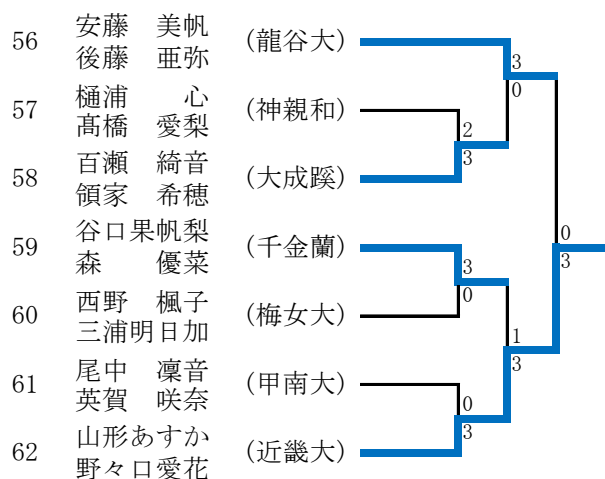 56 安藤　美帆 (龍谷大)
後藤　亜弥
3
0
57 樋浦　　心 (神親和)
髙橋　愛梨
2
3
58 百瀬　綺音 (大成蹊)
領家　希穂
0
3
59 谷口果帆梨 (千金蘭)
森　　優菜
3
0
60 西野　楓子 (梅女大)
三浦明日加
1
3
61 尾中　凜音 (甲南大)
英賀　咲奈
0
3
62 山形あすか (近畿大)
野々口愛花